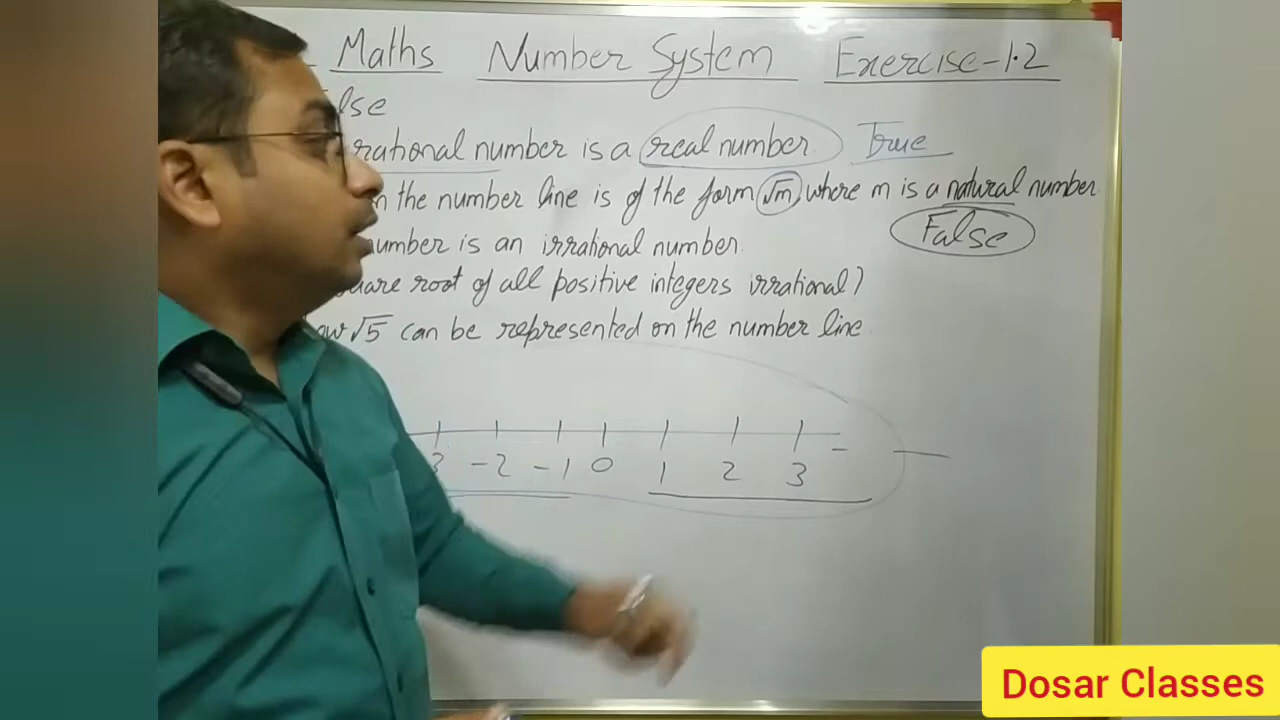 Maths Number System Exercise-1.2
lse
rational number is a real number True
n the number line is of the form √m, where m is a natural number.
False
umber is an irrational number.
uare root of all positive integers irrational?
ow √5 can be represented on the number line
3 -2 -1 0 1 2 3 -
Dosar Classes